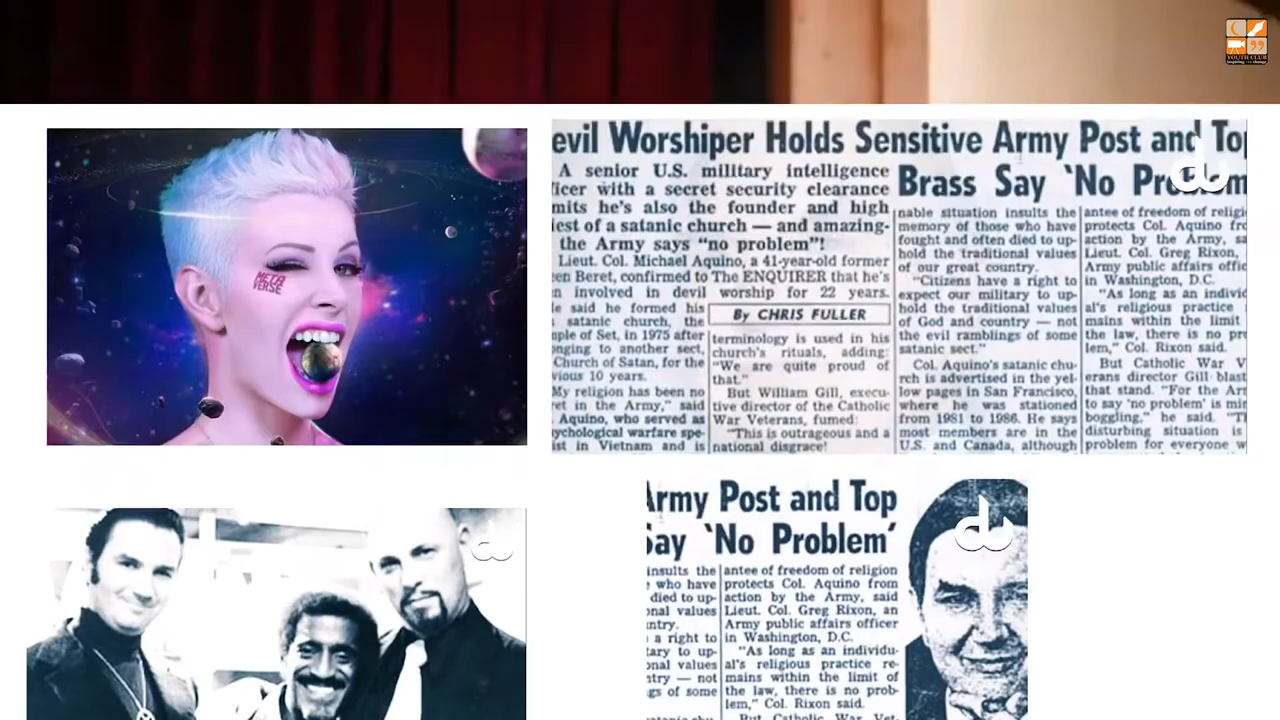 YOUTH CLUB
META
VERSE
evil Worshiper Holds Sensitive Army Post and Top
Brass Say 'No Problem
A senior U.S. military intelligence
ficer with a secret security clearance
mits he's also the founder and high
iest of a satanic church — and amazing-
the Army says "no problem"!
Lieut. Col. Michael Aquino, a 41-year-old former
en Beret, confirmed to The ENQUIRER that he's
n involved in devil worship for 22 years.
e said he formed his
satanic church, the
mple of Set, in 1975 after
onging to another sect,
Church of Satan, for the
vious 10 years.
"My religion has been no
ret in the Army," said
Aquino, who served as
ychological warfare spe-
ist in Vietnam and is
By CHRIS FULLER
terminology is used in his
church's rituals, adding:
"We are quite proud of
that."
But William Gill, execu-
tive director of the Catholic
War Veterans, fumed:
"This is outrageous and a
national disgrace!
nable situation insults the
memory of those who have
fought and often died to up-
hold the traditional values
of our great country.
"Citizens have a right to
expect our military to up-
hold the traditional values
of God and country — not
the evil ramblings of some
satanic sect."
Col. Aquino's satanic chu-
rch is advertised in the yel-
low pages in San Francisco,
where he was stationed
from 1981 to 1986. He says
most members are in the
U.S. and Canada, although
antee of freedom of religi
protects Col. Aquino fro
action by the Army, sa
Lieut. Col. Greg Rixon,
Army public affairs offic
in Washington, D.C.
"As long as an individ
al's religious practice
mains within the limit
the law, there is no pr
lem," Col. Rixon said.
But Catholic War V
erans director Gill blast
that stand. "For the Ar
to say 'no problem' is mi
boggling," he said. "T
disturbing situation is
problem for everyone w
Army Post and Top
Say 'No Problem'
insults the
who have
died to up-
onal values
ntry.
a right to
tary to up-
onal values
ntry — not
gs of some
antee of freedom of religion
protects Col. Aquino from
action by the Army, said
Lieut. Col. Greg Rixon, an
Army public affairs officer
in Washington, D.C.
"As long as an individu-
al's religious practice re-
mains within the limit of
the law, there is no prob-
lem," Col. Rixon said.
But Catholic War Vet-